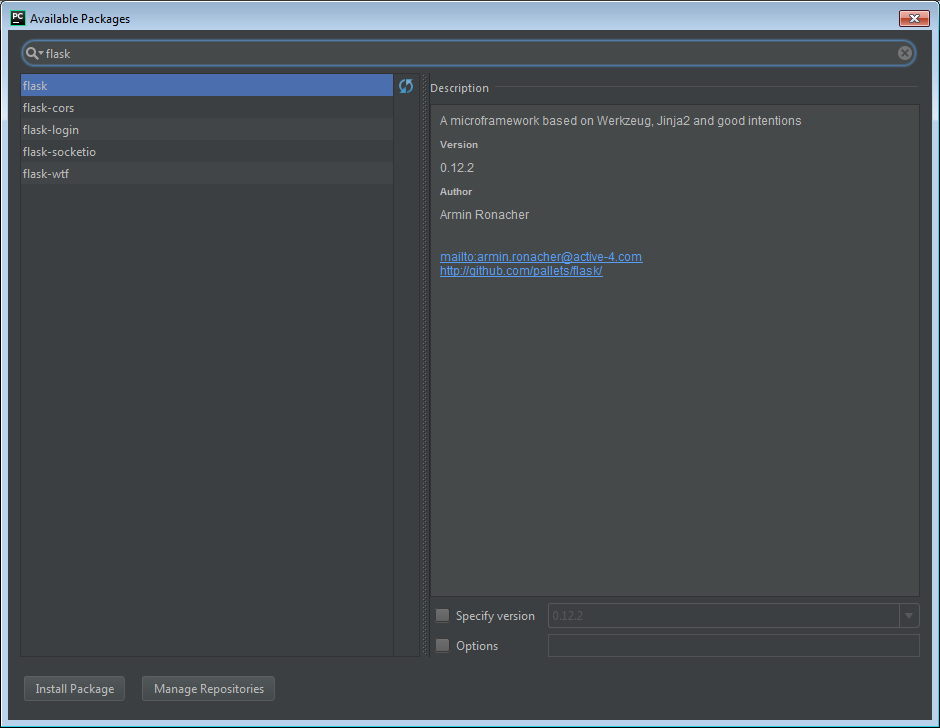 PC Available Packages
flask
flask
flask-cors
flask-login
flask-socketio
flask-wtf
Description
A microframework based on Werkzeug, Jinja2 and good intentions
Version
0.12.2
Author
Armin Ronacher
mailto:armin.ronacher@active-4.com
http://github.com/pallets/flask/
Specify version 0.12.2
Options
Install Package Manage Repositories